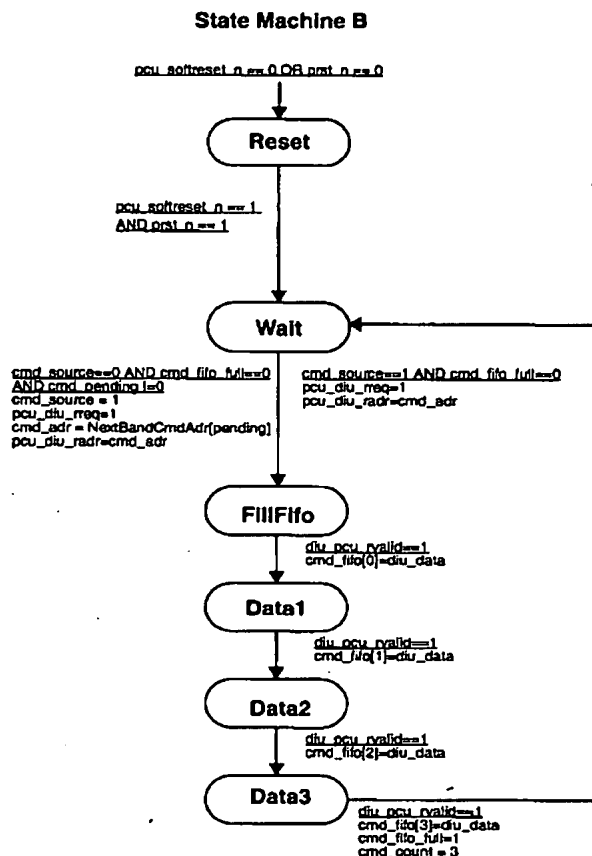 State Machine B
pcu_softreset_n == 0 OR prst_n == 0
Reset
pcu_softreset_n == 1
AND prst_n == 1
Wait
cmd_source==0 AND cmd_fifo_full==0
AND cmd_pending !=0
cmd_source = 1
pcu_diu_rreq=1
cmd_adr = NextBandCmdAdr[pending]
pcu_diu_radr=cmd_adr
cmd_source==1 AND cmd_fifo_full==0
pcu_diu_rreq=1
pcu_diu_radr=cmd_adr
FillFifo
diu_pcu_rvalid==1
cmd_fifo[0]=diu_data
Data1
diu_pcu_rvalid==1
cmd_fifo[1]=diu_data
Data2
diu_pcu_rvalid==1
cmd_fifo[2]=diu_data
Data3
diu_pcu_rvalid==1
cmd_fifo[3]=diu_data
cmd_fifo_full=1
cmd_count = 3